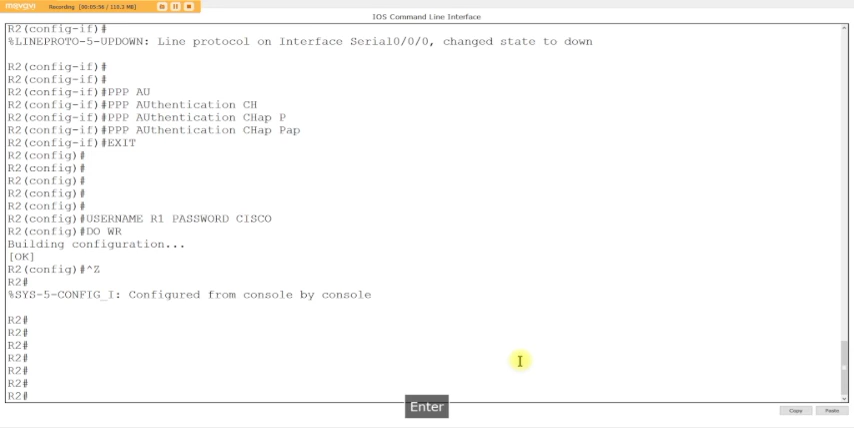 movavi Recording [00:05:56 / 110.3 MB]
IOS Command Line Interface
R2(config-if)#
%LINEPROTO-5-UPDOWN: Line protocol on Interface Serial0/0/0, changed state to down
R2(config-if)#
R2(config-if)#
R2(config-if)#PPP AU
R2(config-if)#PPP AUthentication CH
R2(config-if)#PPP AUthentication CHap P
R2(config-if)#PPP AUthentication CHap Pap
R2(config-if)#EXIT
R2(config)#
R2(config)#
R2(config)#
R2(config)#
R2(config)#
R2(config)#USERNAME R1 PASSWORD CISCO
R2(config)#DO WR
Building configuration...
[OK]
R2(config)#^Z
R2#
%SYS-5-CONFIG_I: Configured from console by console
R2#
R2#
R2#
R2#
R2#
R2#
R2#
Enter
Copy Paste